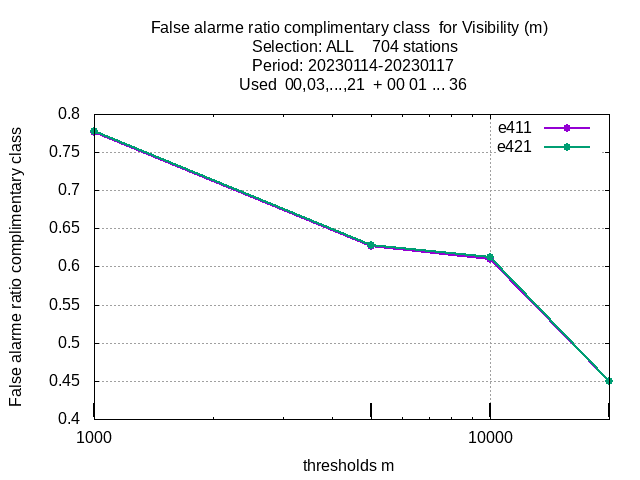 False alarme ratio complimentary class  for Visibility (m)
Selection: ALL    704 stations
Period: 20230114-20230117
Used  00,03,...,21  + 00 01 ... 36
e411
e421
0.8
0.75
0.7
0.65
0.6
0.55
0.5
0.45
0.4
False alarme ratio complimentary class
1000
10000
thresholds m